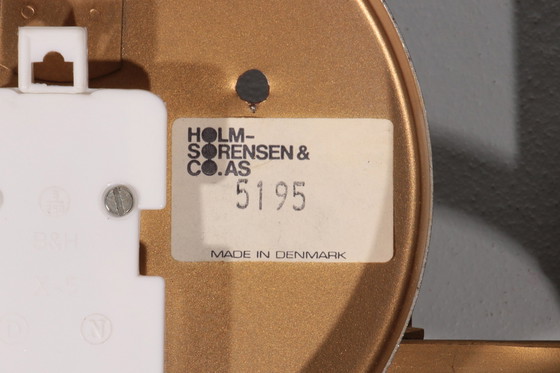 HOLM-
SORENSEN &
CO.AS
5195
MADE IN DENMARK
N